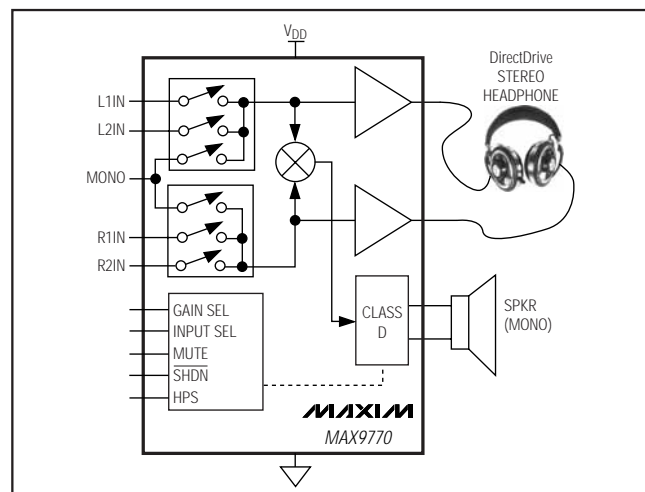 VDD
DirectDrive
STEREO
HEADPHONE
L1IN
L2IN
MONO
R1IN
R2IN
GAIN SEL
INPUT SEL
MUTE
SHDN
HPS
CLASS
D
SPKR
(MONO)
MAXIM
MAX9770